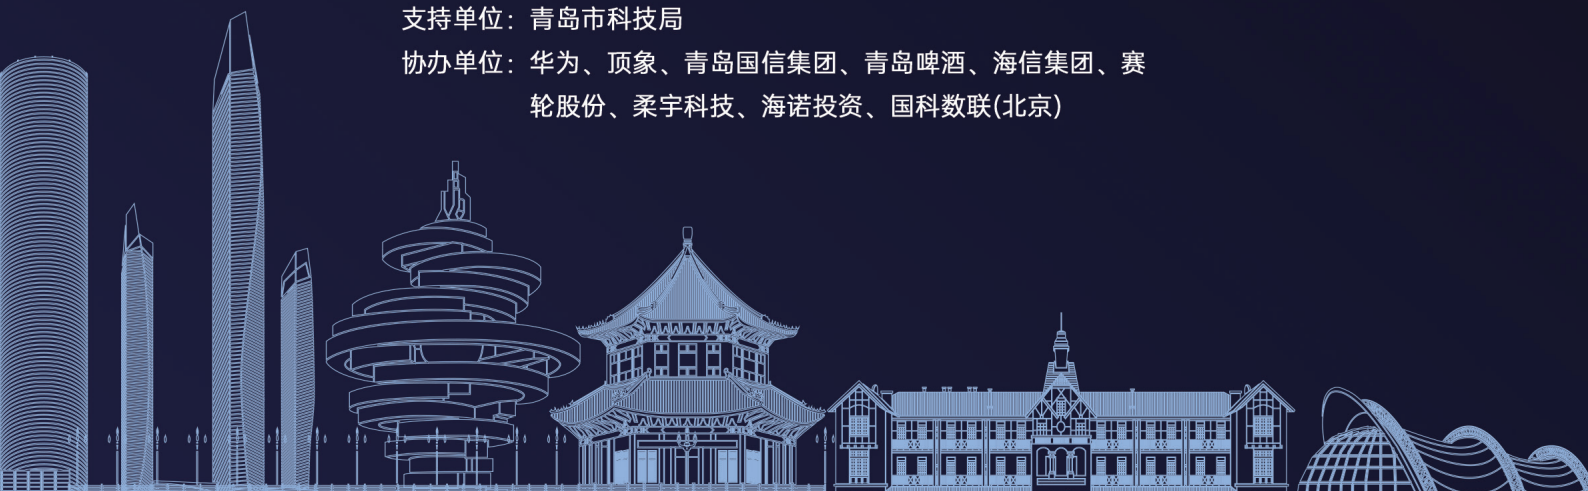 支持单位：青岛市科技局
协办单位：华为、顶象、青岛国信集团、青岛啤酒、海信集团、赛
轮股份、柔宇科技、海诺投资、国科数联(北京)